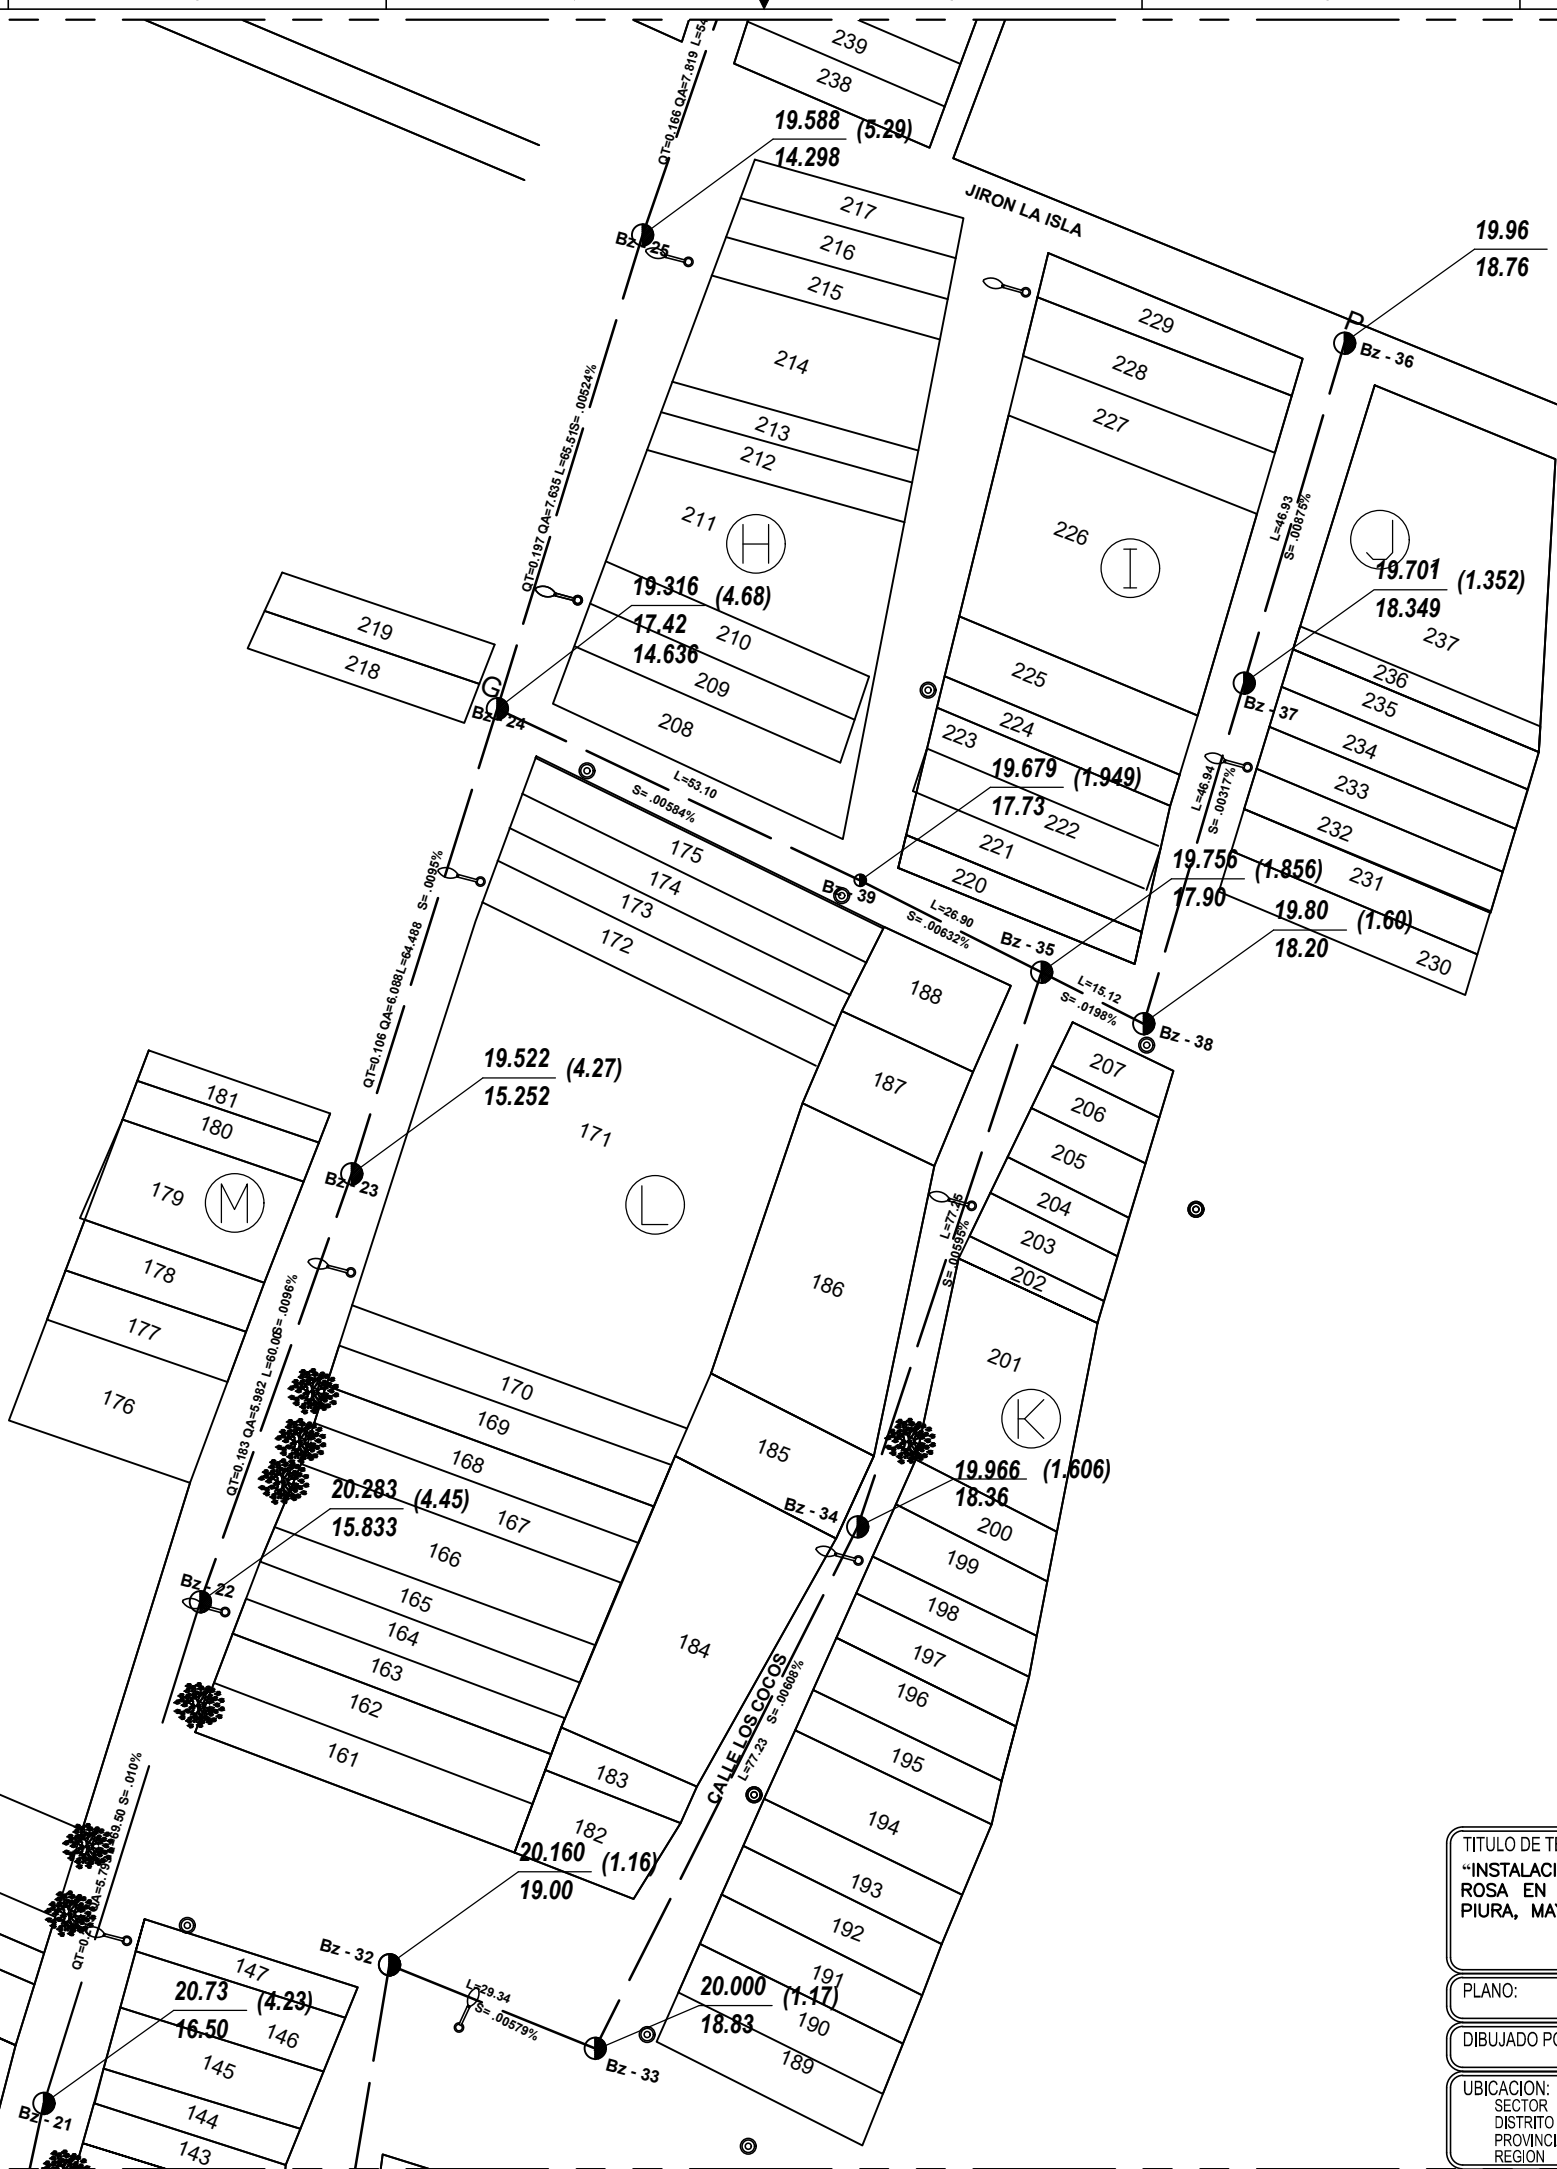 239
238
QT=0.166 QA=7.819
19.588 (5.29)
14.298
217
JIRON LA ISLA
216
215
Bz - 25
19.96
18.76
P
Bz - 36
229
228
227
214
213
212
211
H
226
I
J
QT=0.197 QA=7.635 L=65.51 S= .00524%
L=46.93
S= .00875%
19.701 (1.352)
18.349
237
236
235
234
233
232
231
230
19.316 (4.68)
17.42
14.636
210
209
208
219
218
G
Bz - 24
225
224
223
222
221
220
Bz - 37
L=46.94
S= .00317%
L=53.10
S= .00584%
19.679 (1.949)
17.73
Bz - 39
19.756 (1.856)
17.90
19.80 (1.60)
18.20
L=26.90
S= .00632%
Bz - 35
L=15.12
S= .0198%
Bz - 38
175
174
173
172
188
187
QT=0.106 QA=6.088 L=64.488 S= .0095%
19.522 (4.27)
15.252
171
L
207
206
205
204
203
202
201
K
181
180
179
M
178
177
176
Bz - 23
186
L=77.25
S= .00595%
QT=0.183 QA=5.982 L=60.00 S= .0096%
170
169
168
167
166
165
164
163
162
161
185
19.966 (1.606)
18.36
Bz - 34
20.283 (4.45)
15.833
Bz - 22
200
199
198
197
196
195
194
193
192
191
190
189
184
183
182
CALLE LOS COCOS
L=77.23 S= .00608%
20.160 (1.16)
19.00
Bz - 32
L=29.34
S= .00579%
20.000 (1.17)
18.83
Bz - 33
S= .010%
147
146
145
144
143
20.73 (4.23)
16.50
Bz - 21
“INSTALACI
ROSA EN
PIURA, MA
TITULO DE
PLANO:
DIBUJADO
UBICACION:
SECTOR
DISTRITO
PROVINCI
REGION